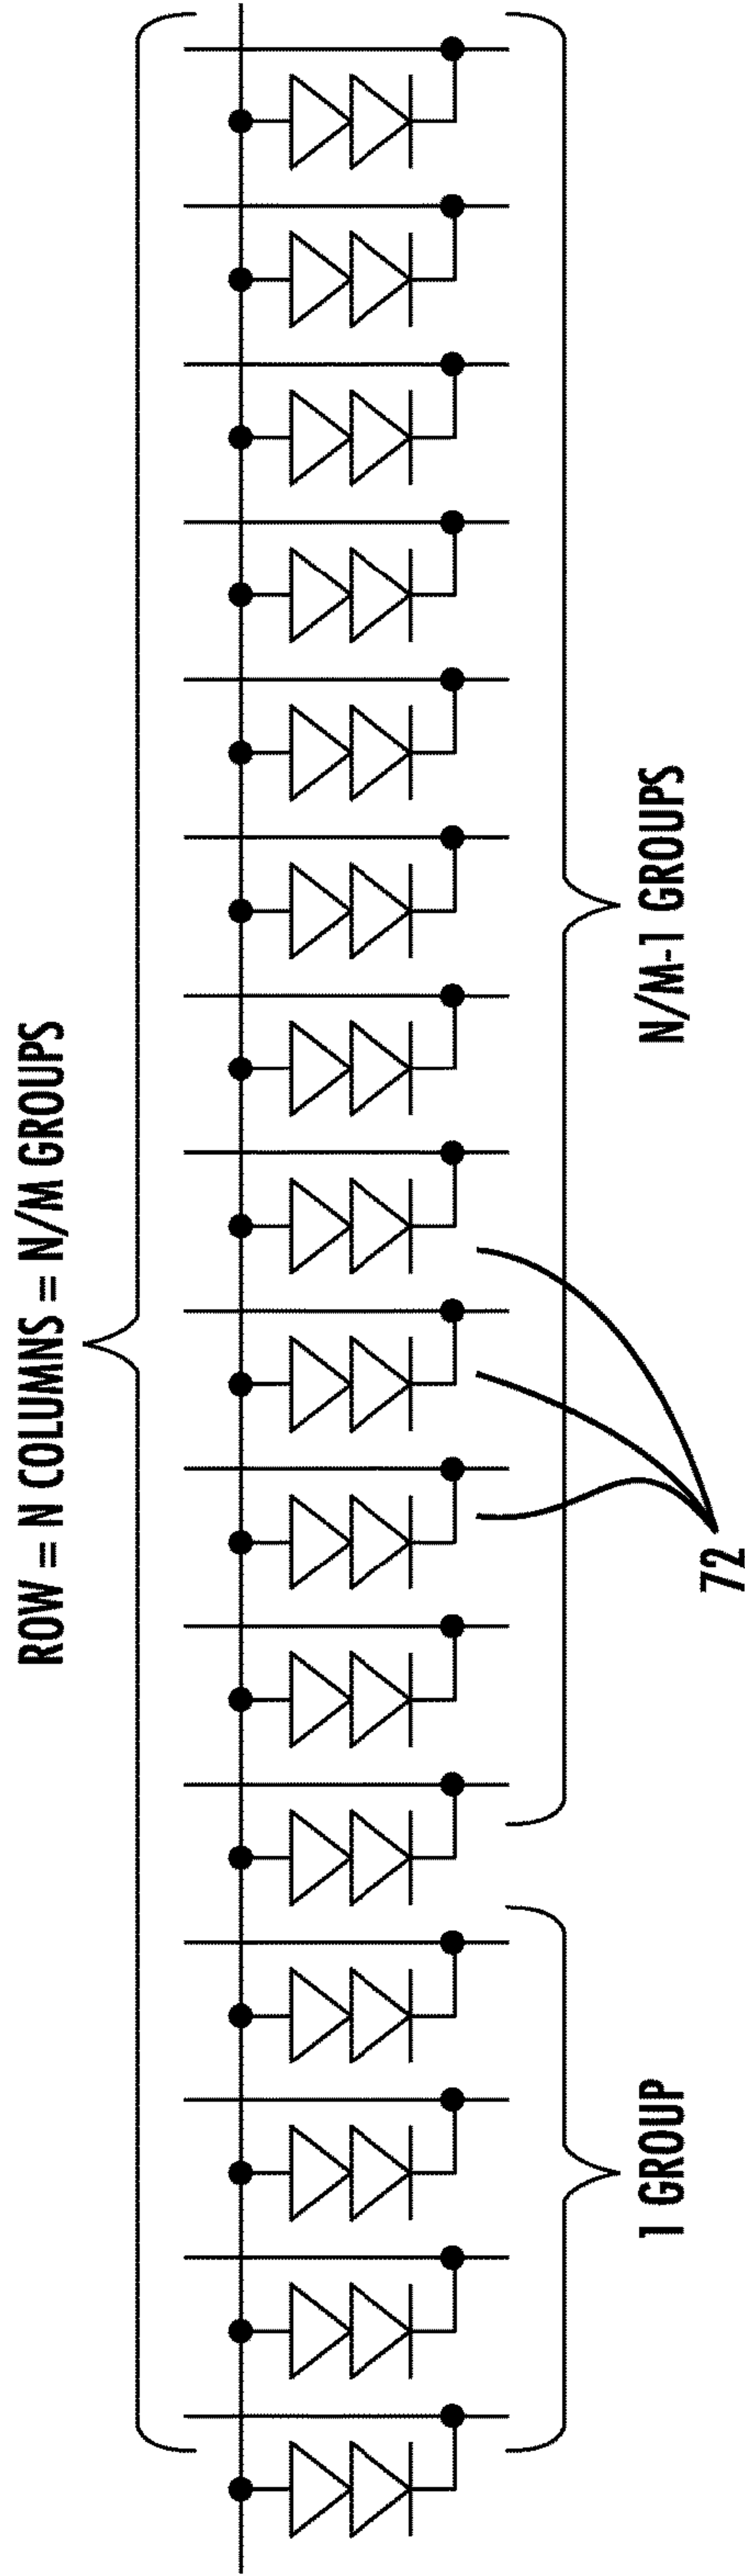 ROW = N COLUMNS = N/M GROUPS
1 GROUP
N/M-1 GROUPS
72